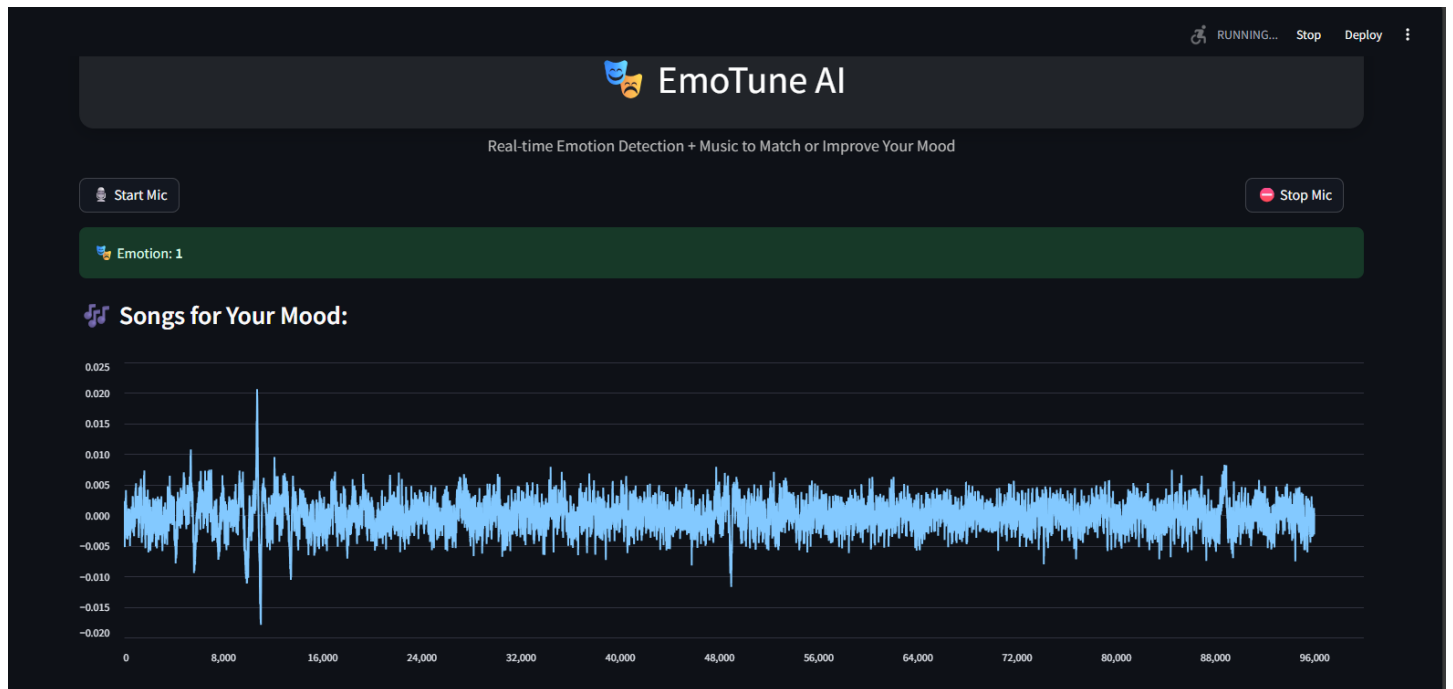 RUNNING... Stop Deploy
EmoTune AI
Real-time Emotion Detection + Music to Match or Improve Your Mood
Start Mic
Stop Mic
Emotion: 1
Songs for Your Mood:
0.025
0.020
0.015
0.010
0.005
0.000
−0.005
−0.010
−0.015
−0.020
0 8,000 16,000 24,000 32,000 40,000 48,000 56,000 64,000 72,000 80,000 88,000 96,000